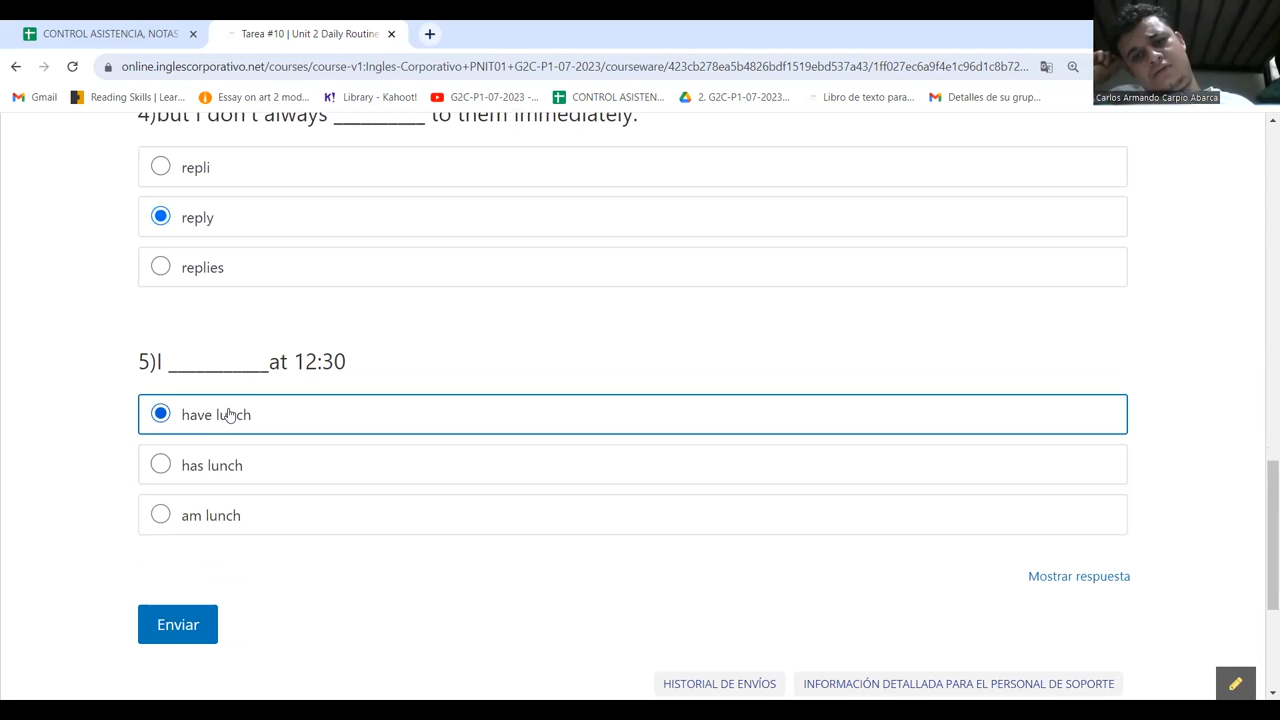 CONTROL ASISTENCIA, NOTAS
Tarea #10 | Unit 2 Daily Routine
online.inglescorporativo.net/courses/course-v1:Ingles-Corporativo+PNIT01+G2C-P1-07-2023/courseware/423cb278ea5b4826bdf1519ebd537a43/1ff027ec6a9f4e1c96d1c8b72...
Gmail
Reading Skills | Lear...
Essay on art 2 mod...
Library - Kahoot!
G2C-P1-07-2023 -...
CONTROL ASISTEN...
2. G2C-P1-07-2023...
Libro de texto para...
Detalles de su grup...
Carlos Armando Carpio Abarca
4)but I don't always __________ to them immediately.
repli
reply
replies
5)I ___________at 12:30
have lunch
has lunch
am lunch
Mostrar respuesta
Enviar
HISTORIAL DE ENVÍOS
INFORMACIÓN DETALLADA PARA EL PERSONAL DE SOPORTE